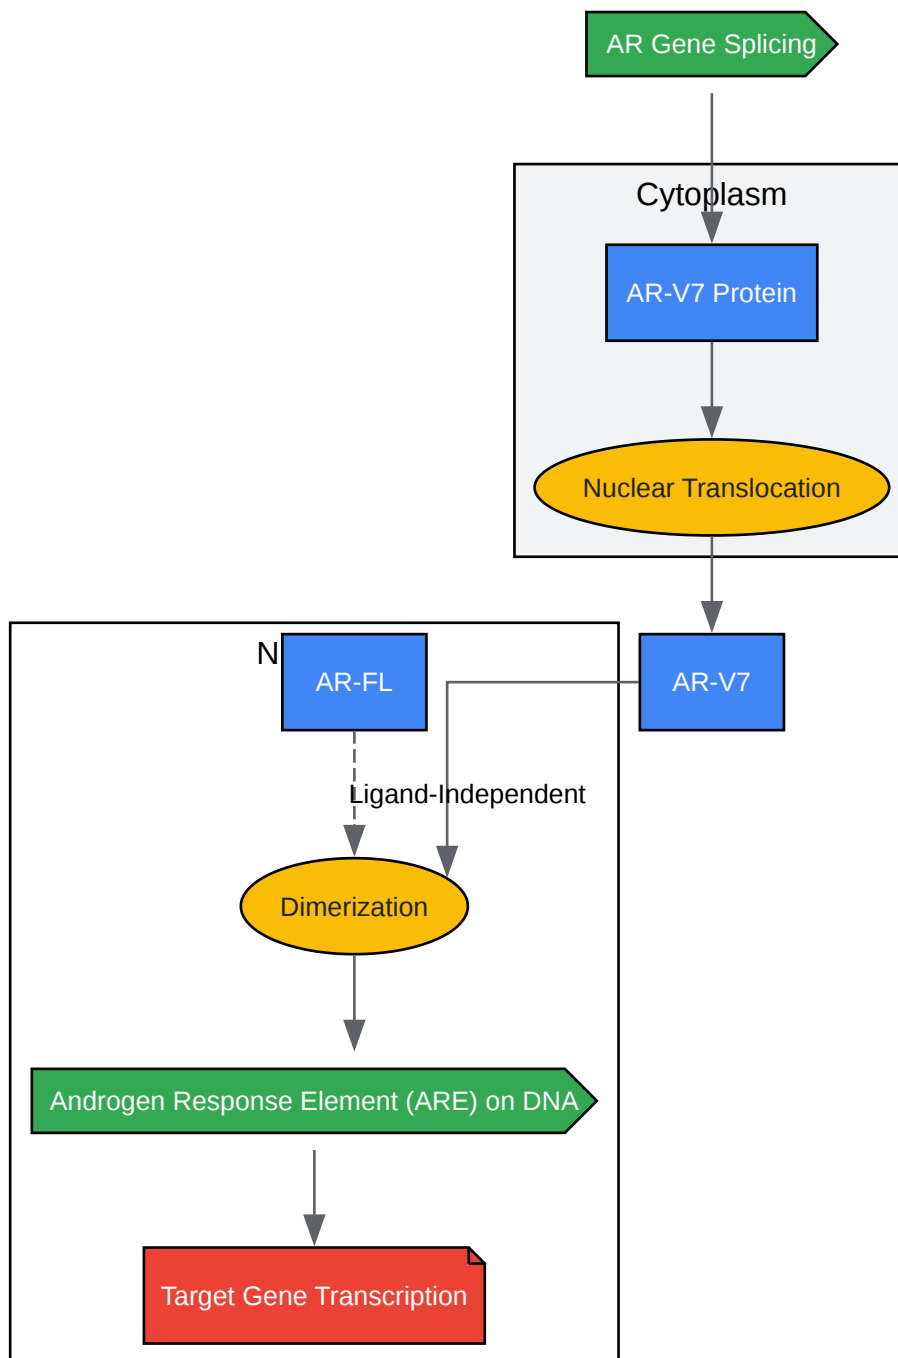 AR Gene Splicing
Cytoplasm
AR-V7 Protein
Nuclear Translocation
N
AR-FL
AR-V7
Ligand-Independent
Dimerization
Androgen Response Element (ARE) on DNA
Target Gene Transcription